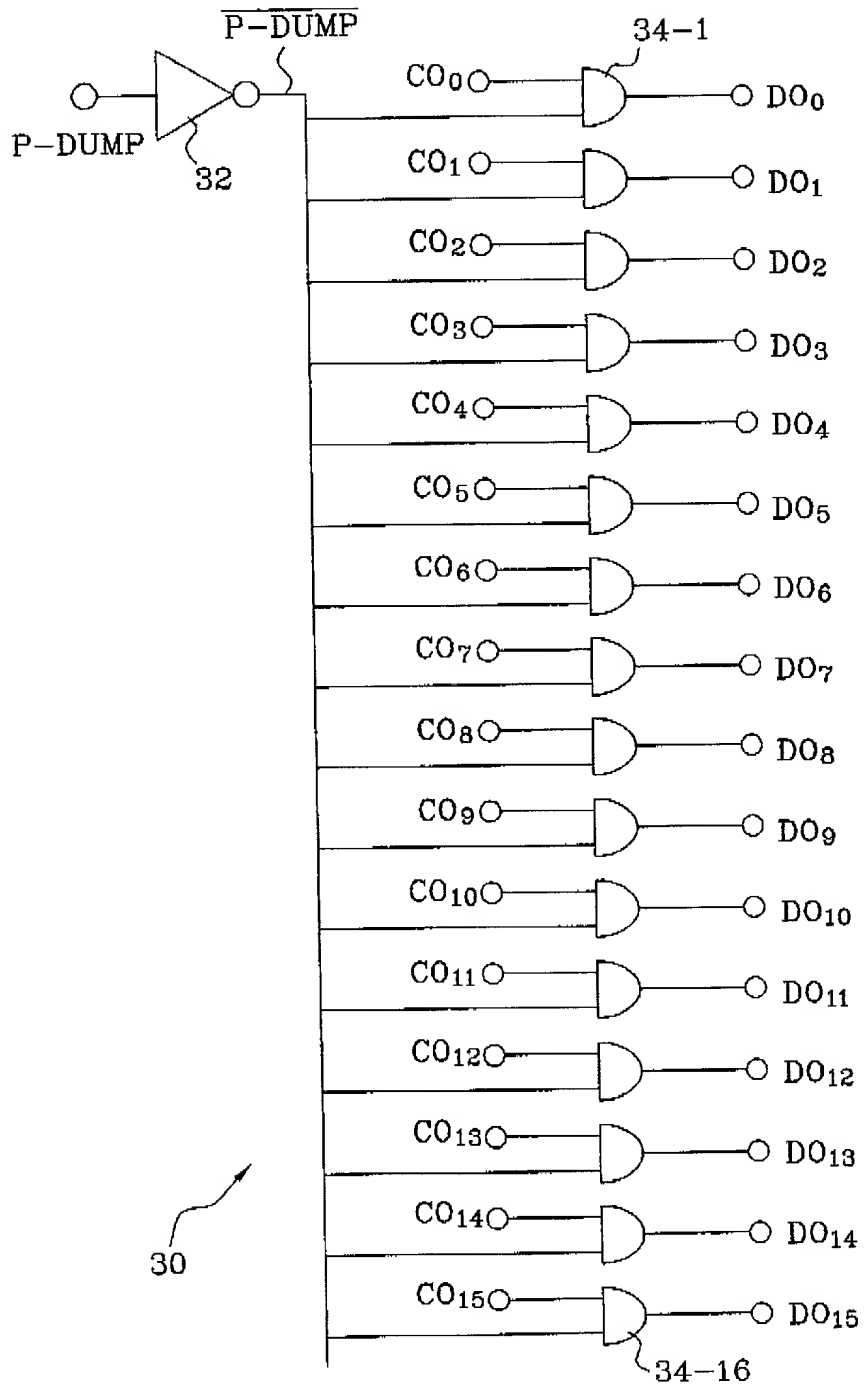 P-DUMP
34-1
CO0
DO0
P-DUMP
32
CO1
DO1
CO2
DO2
CO3
DO3
CO4
DO4
CO5
DO5
CO6
DO6
CO7
DO7
CO8
DO8
CO9
DO9
CO10
DO10
CO11
DO11
CO12
DO12
CO13
DO13
30
CO14
DO14
CO15
DO15
34-16